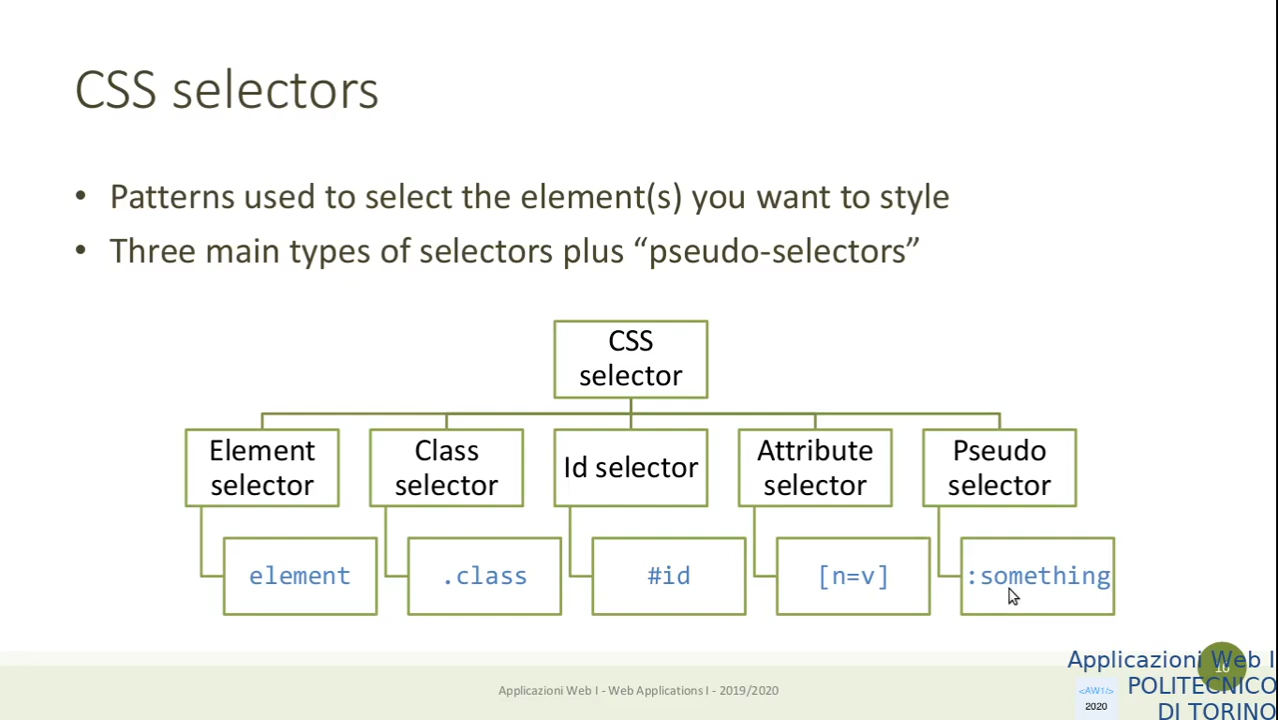 CSS selectors
• Patterns used to select the element(s) you want to style
• Three main types of selectors plus “pseudo-selectors”
CSS
selector
Element
selector
Class
selector
Id selector
Attribute
selector
Pseudo
selector
element
.class
#id
[n=v]
:something
Applicazioni Web I - Web Applications I - 2019/2020
16
Applicazioni Web I
POLITECNICO
DI TORINO
<AW1/>
2020